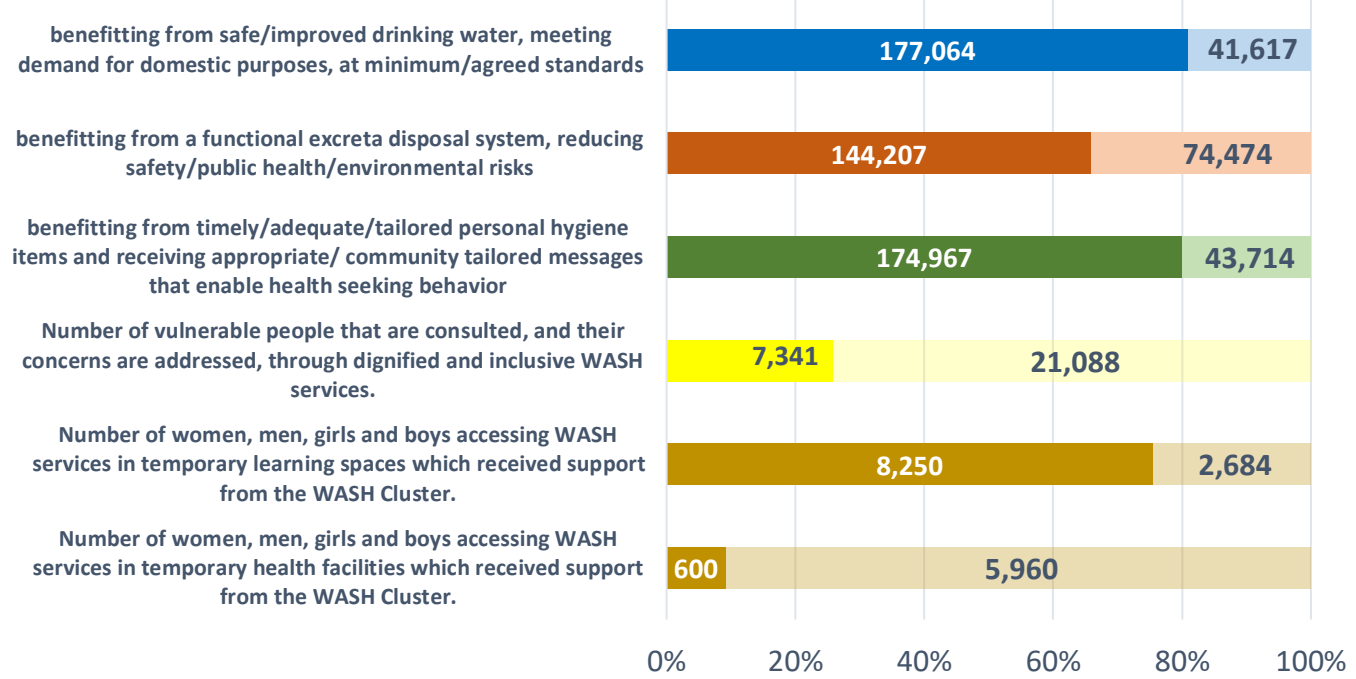 benefitting from safe/improved drinking water, meeting
demand for domestic purposes, at minimum/agreed standards
177,064
41,617
benefitting from a functional excreta disposal system, reducing
safety/public health/environmental risks
144,207
74,474
benefitting from timely/adequate/tailored personal hygiene
items and receiving appropriate/ community tailored messages
that enable health seeking behavior
174,967
43,714
Number of vulnerable people that are consulted, and their
concerns are addressed, through dignified and inclusive WASH
services.
7,341
21,088
Number of women, men, girls and boys accessing WASH
services in temporary learning spaces which received support
from the WASH Cluster.
8,250
2,684
Number of women, men, girls and boys accessing WASH
services in temporary health facilities which received support
from the WASH Cluster.
600
5,960
0% 20% 40% 60% 80% 100%